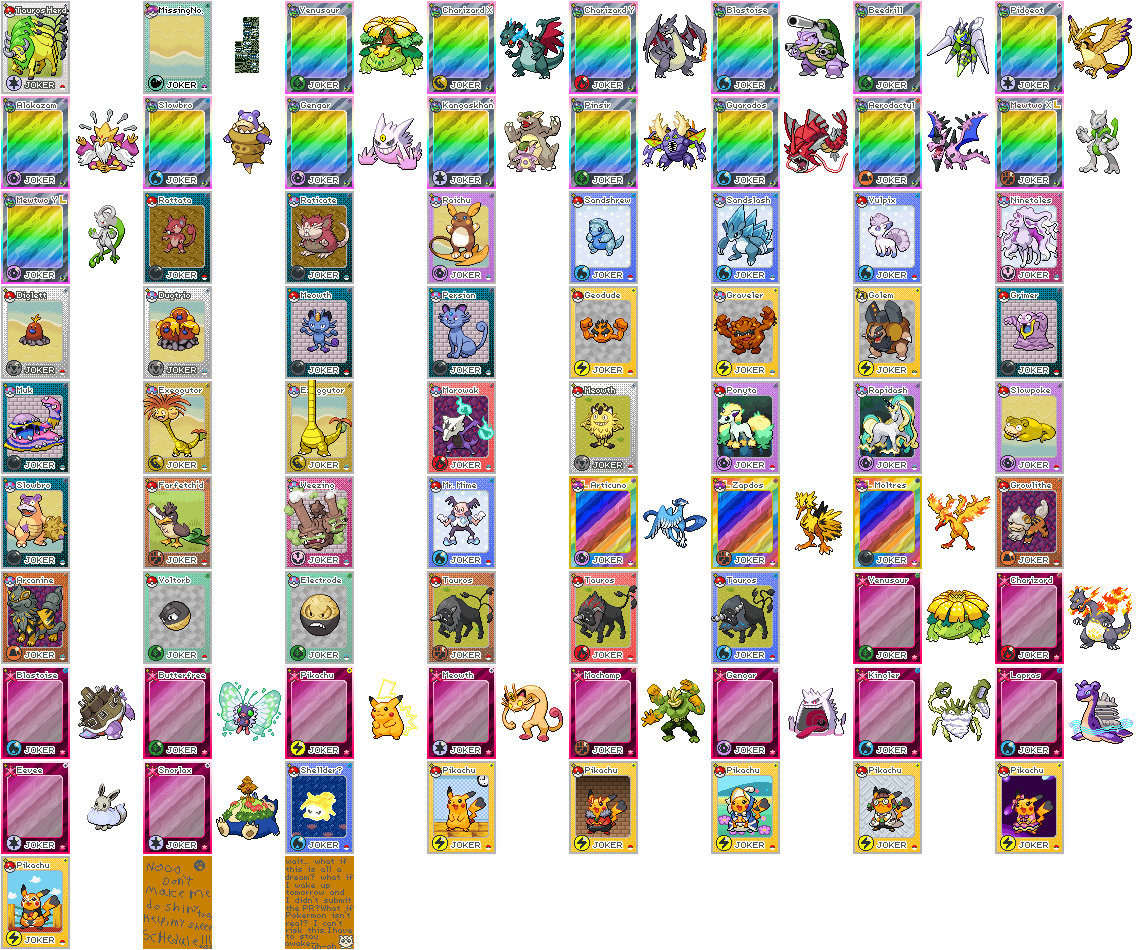 TaurosHerd MissingNo. Venusaur Charizard X Charizard Y Blastoise Beedrill Pidgeot
JOKER JOKER JOKER JOKER JOKER JOKER JOKER JOKER
Alakazam Slowbro Gengar Kangaskhan Pinsir Gyarados Aerodactyl Mewtwo X L
JOKER JOKER JOKER JOKER JOKER JOKER JOKER JOKER
Mewtwo Y L Rattata Raticate Raichu Sandshrew Sandslash Vulpix Ninetales
JOKER JOKER JOKER JOKER JOKER JOKER JOKER JOKER
Diglett Dugtrio Meowth Persian Geodude Graveler Golem Grimer
JOKER JOKER JOKER JOKER JOKER JOKER JOKER JOKER
Muk Exeggutor Ex ggutor Marowak Meowth Ponyta Rapidash Slowpoke
JOKER JOKER JOKER JOKER JOKER JOKER JOKER JOKER
Slowbro Farfetchd Weezing Mr. Mime L Articuno L Zapdos L Moltres Growlithe
JOKER JOKER JOKER JOKER JOKER JOKER JOKER JOKER
Arcanine Voltorb Electrode Tauros Tauros Tauros Venusaur Charizard
JOKER JOKER JOKER JOKER JOKER JOKER JOKER JOKER
Blastoise Butterfree Pikachu Meowth Machamp Gengar Kingler Lapras
JOKER JOKER JOKER JOKER JOKER JOKER JOKER JOKER
Eevee Snorlax Shellder? Pikachu Pikachu Pikachu Pikachu Pikachu
JOKER JOKER JOKER JOKER JOKER JOKER JOKER JOKER
Pikachu
JOKER
Nooo
Don't
make me
do shiny too
Help, my sleep
Schedule!!!
wait... what if
this is all a
dream? what if
I wake up
tomorrow and
I didn't submit
the PR?What if
Pokermon isn't
real? I can't
risk this.Ihave
to stay
awake